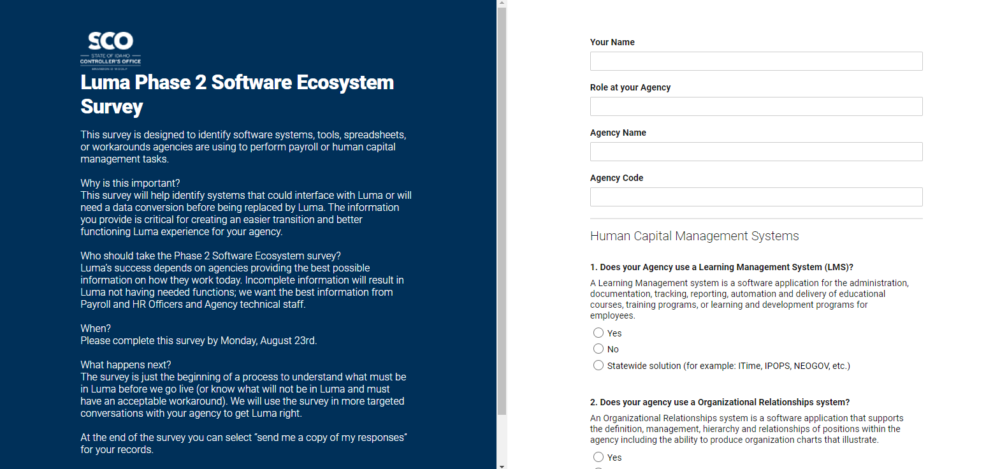 SCO
STATE OF IDAHO
CONTROLLER'S OFFICE
BRANDON D WOOLF
Luma Phase 2 Software Ecosystem
Survey
This survey is designed to identify software systems, tools, spreadsheets,
or workarounds agencies are using to perform payroll or human capital
management tasks.
Why is this important?
This survey will help identify systems that could interface with Luma or will
need a data conversion before being replaced by Luma. The information
you provide is critical for creating an easier transition and better
functioning Luma experience for your agency.
Who should take the Phase 2 Software Ecosystem survey?
Luma's success depends on agencies providing the best possible
information on how they work today. Incomplete information will result in
Luma not having needed functions; we want the best information from
Payroll and HR Officers and Agency technical staff.
When?
Please complete this survey by Monday, August 23rd.
What happens next?
The survey is just the beginning of a process to understand what must be
in Luma before we go live (or know what will not be in Luma and must
have an acceptable workaround). We will use the survey in more targeted
conversations with your agency to get Luma right.
At the end of the survey you can select “send me a copy of my responses”
for your records.
Your Name
Role at your Agency
Agency Name
Agency Code
Human Capital Management Systems
1. Does your Agency use a Learning Management System (LMS)?
A Learning Management system is a software application for the administration,
documentation, tracking, reporting, automation and delivery of educational
courses, training programs, or learning and development programs for
employees.
Yes
No
Statewide solution (for example: ITime, IPOPS, NEOGOV, etc.)
2. Does your agency use a Organizational Relationships system?
An Organizational Relationships system is a software application that supports
the definition, management, hierarchy and relationships of positions within the
agency including the ability to produce organization charts that illustrate.
Yes